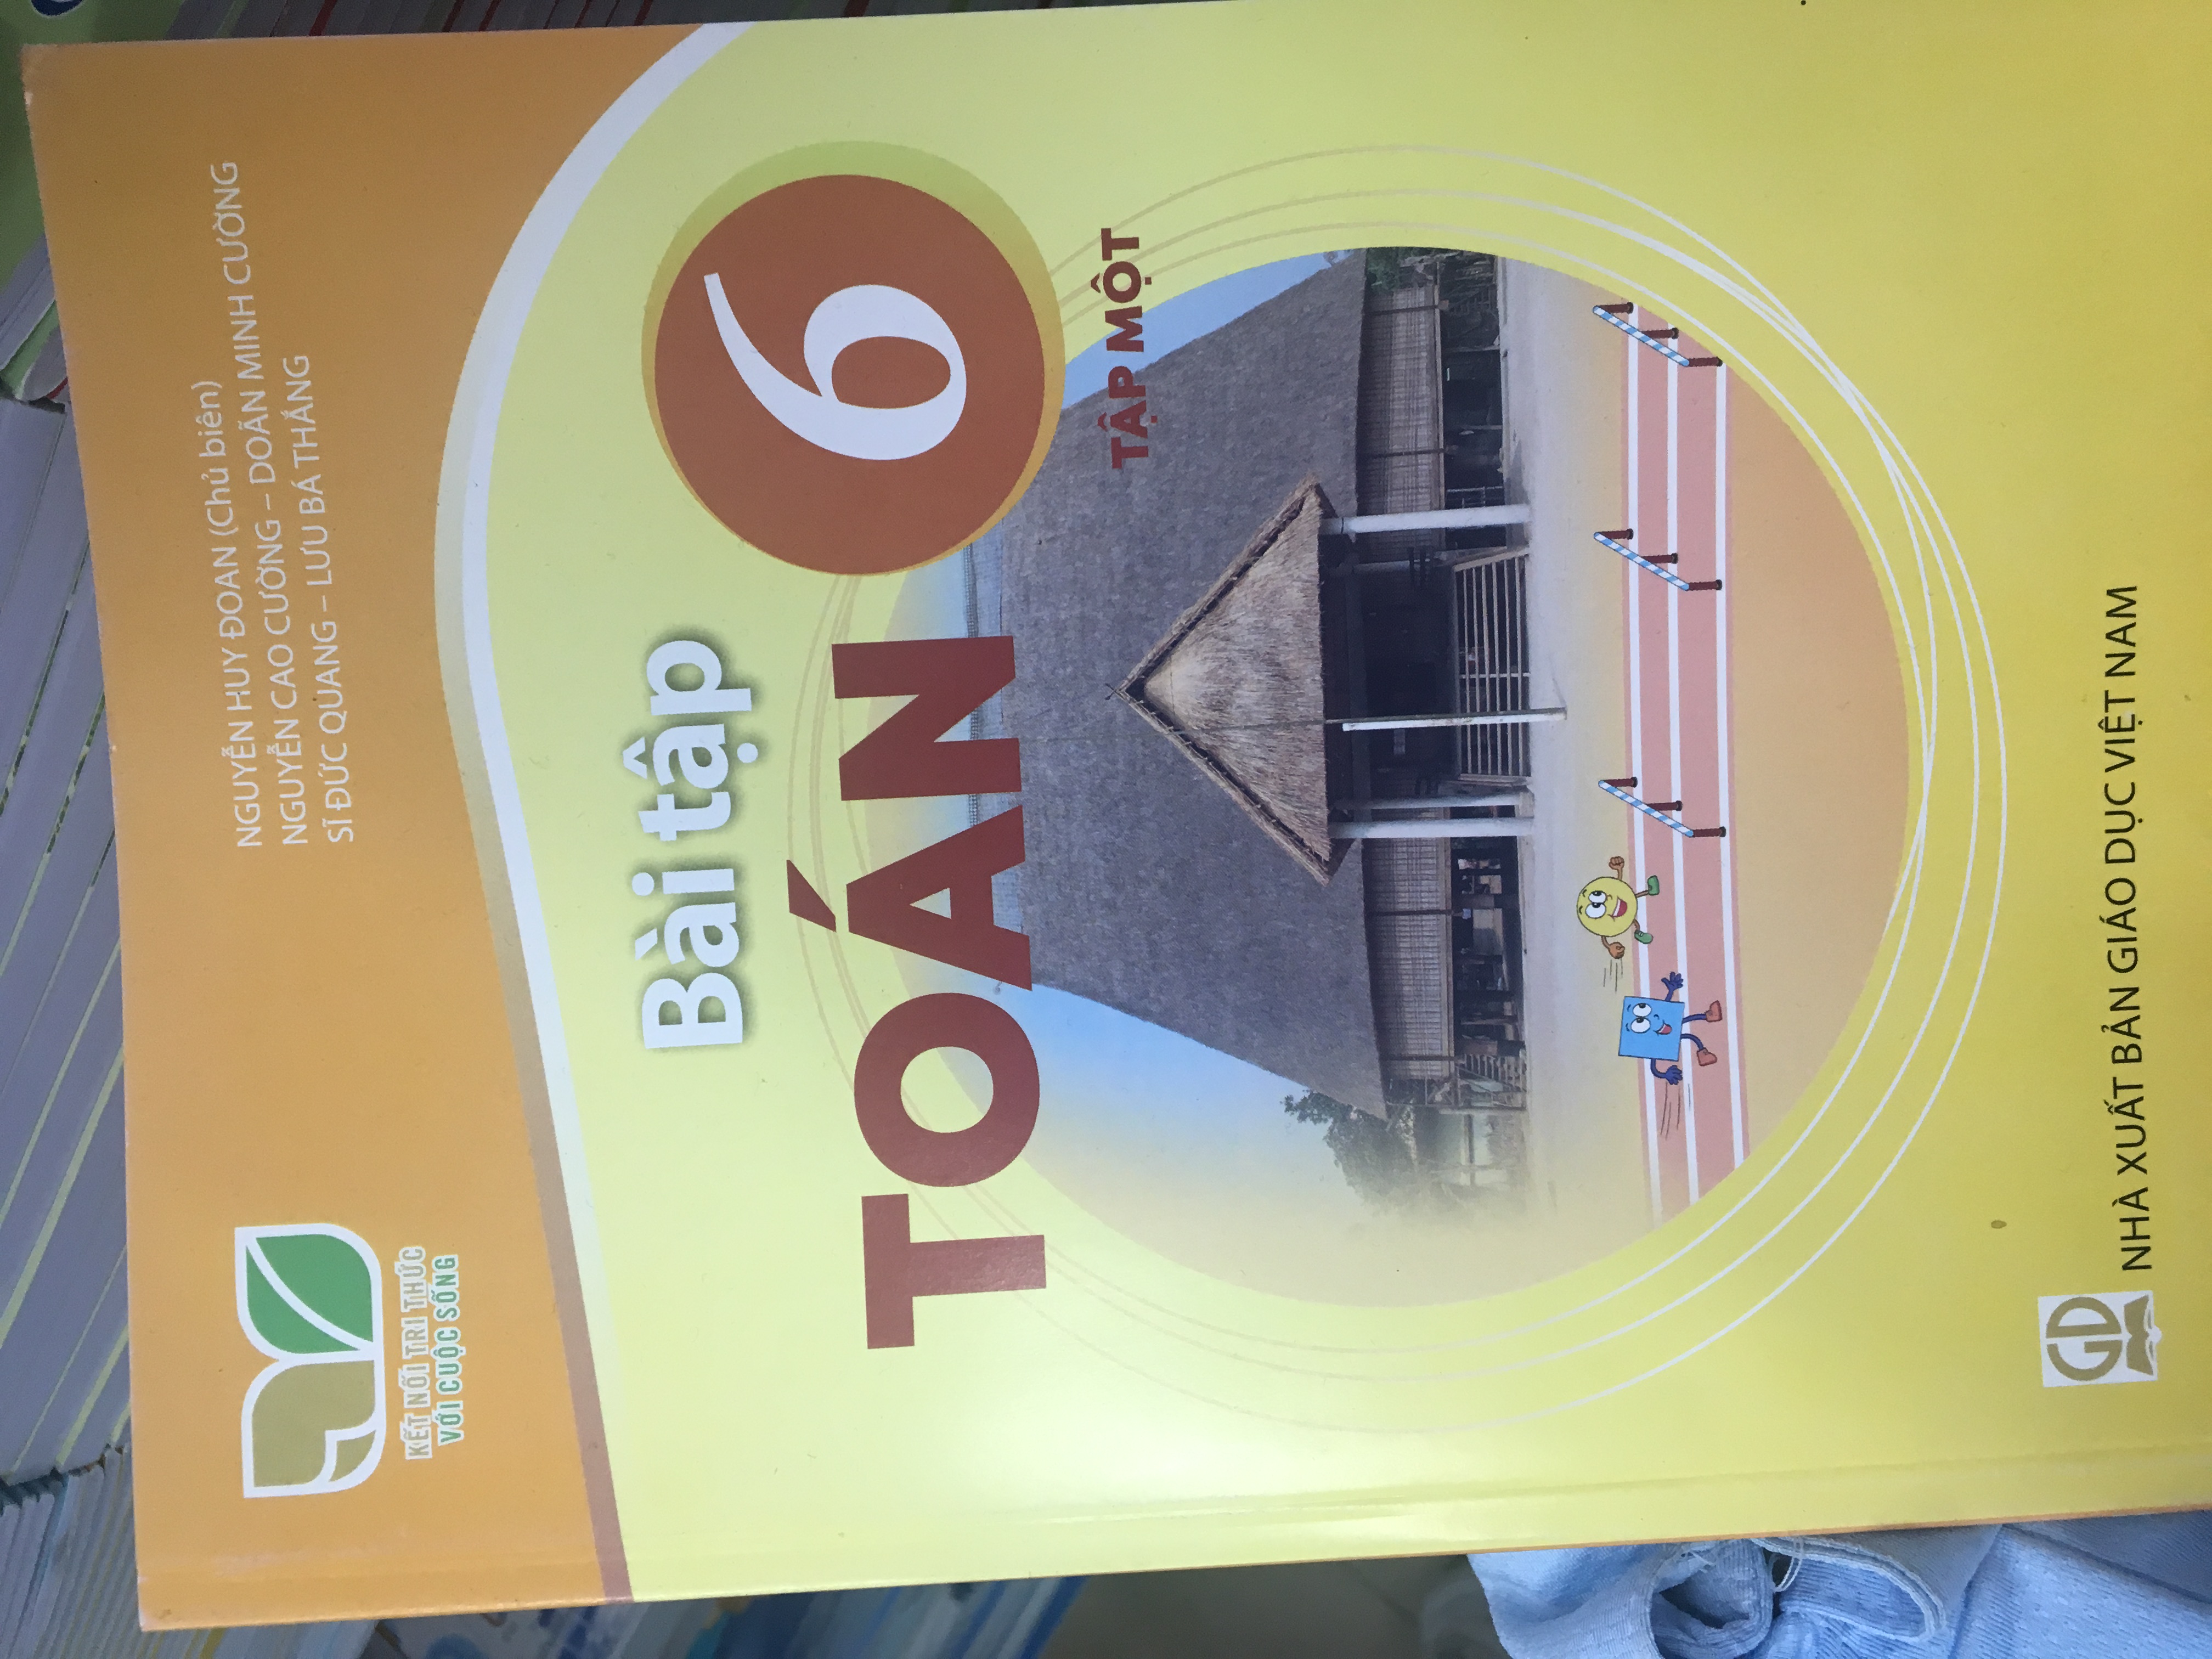 NGUYỄN HUY ĐOAN (Chủ biên)
NGUYỄN CAO CƯỜNG – DOÃN MINH CƯỜNG
SĨ ĐỨC QUANG – LƯU BÁ THẮNG
KẾT NỐI TRI THỨC
VỚI CUỘC SỐNG
Bài tập
TOÁN 6
TẬP MỘT
GD
NHÀ XUẤT BẢN GIÁO DỤC VIỆT NAM